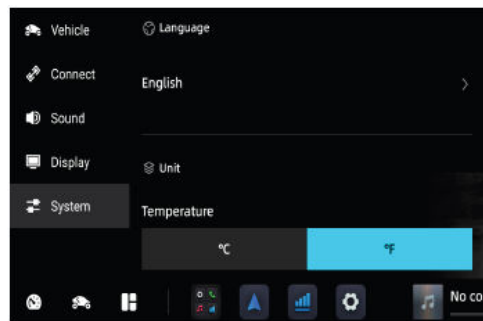 Vehicle
Language
Connect
English
Sound
Display
Unit
System
Temperature
°C
°F
No co